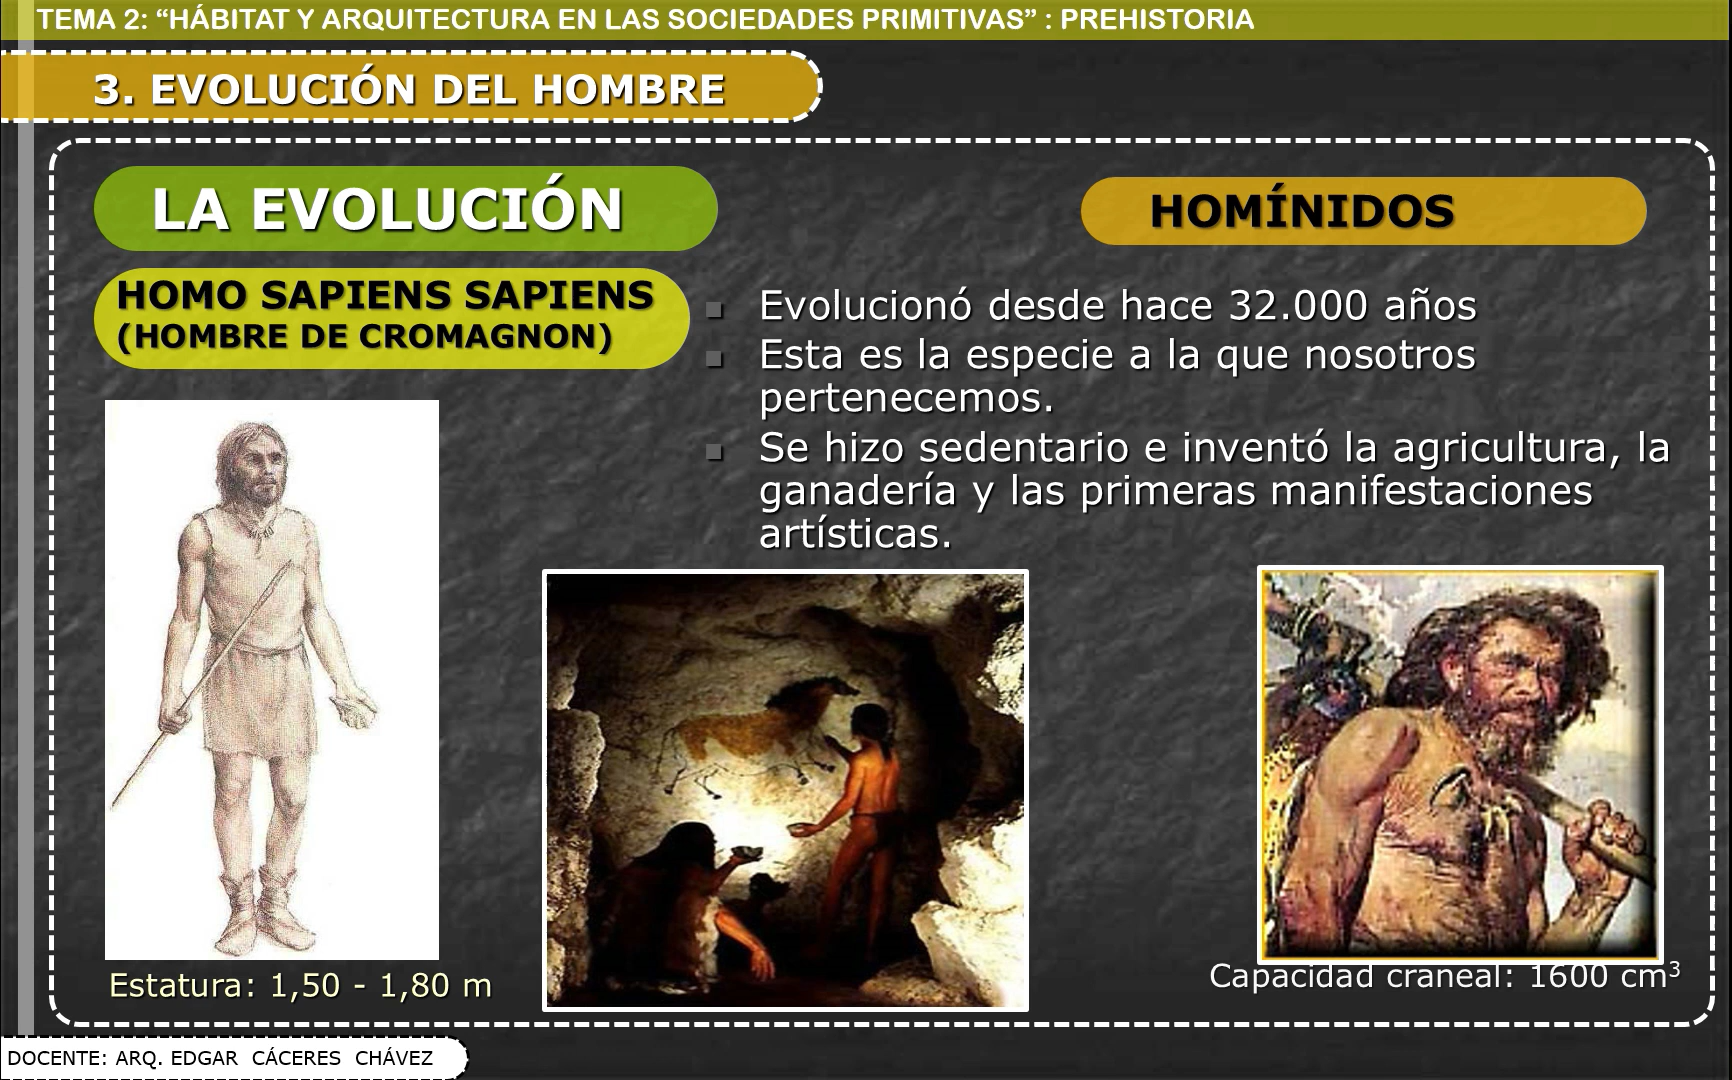 TEMA 2: “HÁBITAT Y ARQUITECTURA EN LAS SOCIEDADES PRIMITIVAS” : PREHISTORIA
3. EVOLUCIÓN DEL HOMBRE
LA EVOLUCIÓN
HOMÍNIDOS
HOMO SAPIENS SAPIENS
(HOMBRE DE CROMAGNON)
Evolucionó desde hace 32.000 años
Esta es la especie a la que nosotros
pertenecemos.
Se hizo sedentario e inventó la agricultura, la
ganadería y las primeras manifestaciones
artísticas.
Estatura: 1,50 - 1,80 m
Capacidad craneal: 1600 cm³
DOCENTE: ARQ. EDGAR CÁCERES CHÁVEZ